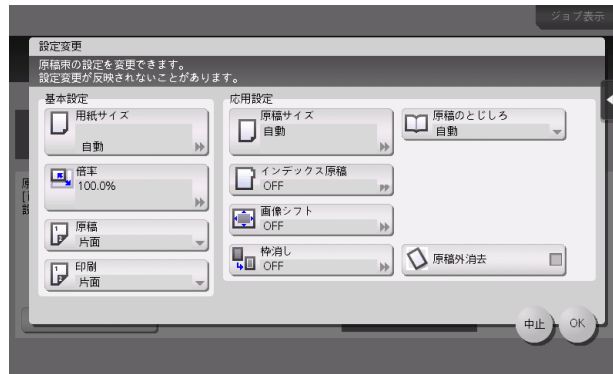 ジョブ表示
設定変更
原稿束の設定を変更できます。
設定変更が反映されないことがあります。
基本設定
用紙サイズ
自動
倍率
100.0%
原稿
片面
印刷
片面
応用設定
原稿サイズ
自動
原稿のとじしろ
自動
インデックス原稿
OFF
画像シフト
OFF
枠消し
OFF
原稿外消去
中止
OK